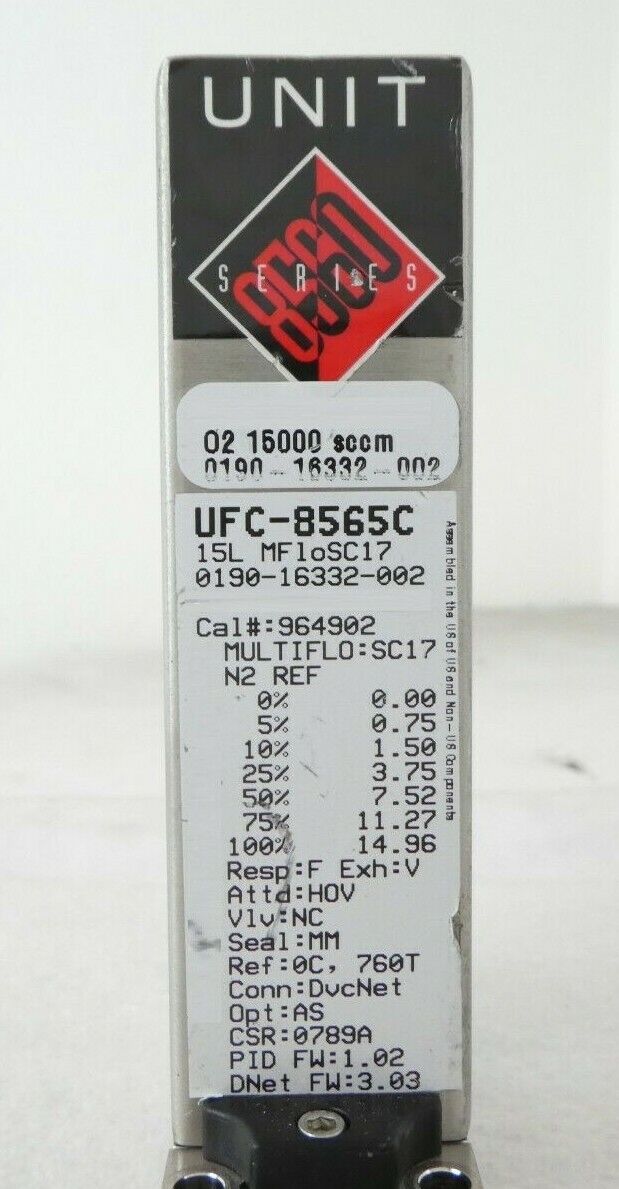 UNIT
8560
SERIES
O2 15000 sccm
0190-16332-002
UFC-8565C
15L MFloSC17
0190-16332-002
Cal#:964902
MULTIFLO:SC17
N2 REF
0% 0.00
5% 0.75
10% 1.50
25% 3.75
50% 7.52
75% 11.27
100% 14.96
Resp:F Exh:V
Attd:HOV
Vlv:NC
Seal:MM
Ref:0C, 760T
Conn:DvcNet
Opt:AS
CSR:0789A
PID FW:1.02
DNet FW:3.03
Assembled in the US of US and Non-US Components